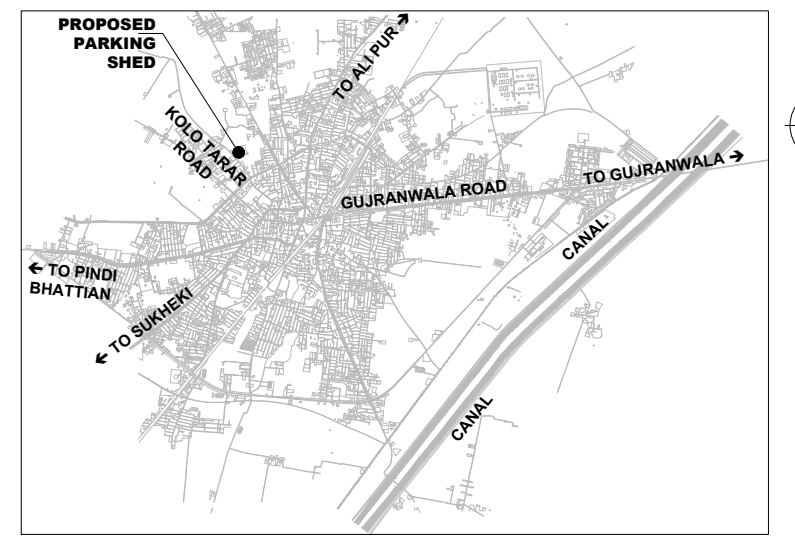 PROPOSED
PARKING
SHED
TO ALI PUR
KOLO TARAR
ROAD
GUJRANWALA ROAD
TO GUJRANWALA
CANAL
TO PINDI
BHATTIAN
TO SUKHEKI
CANAL